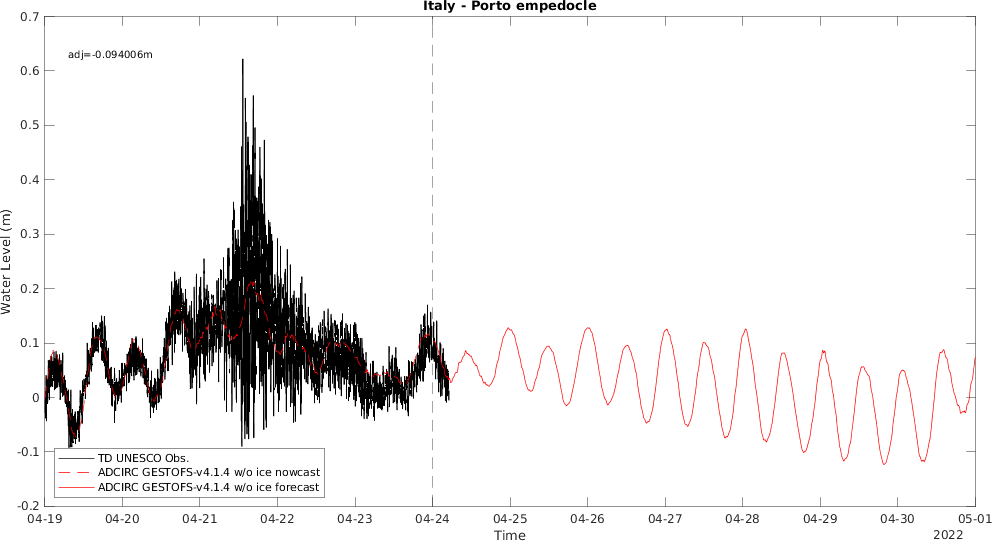 Italy - Porto empedocle
adj=-0.094006m
Water Level (m)
0.7
0.6
0.5
0.4
0.3
0.2
0.1
0
-0.1
-0.2
TD UNESCO Obs.
ADCIRC GESTOFS-v4.1.4 w/o ice nowcast
ADCIRC GESTOFS-v4.1.4 w/o ice forecast
04-19 04-20 04-21 04-22 04-23 04-24 04-25 04-26 04-27 04-28 04-29 04-30 05-01
Time
2022